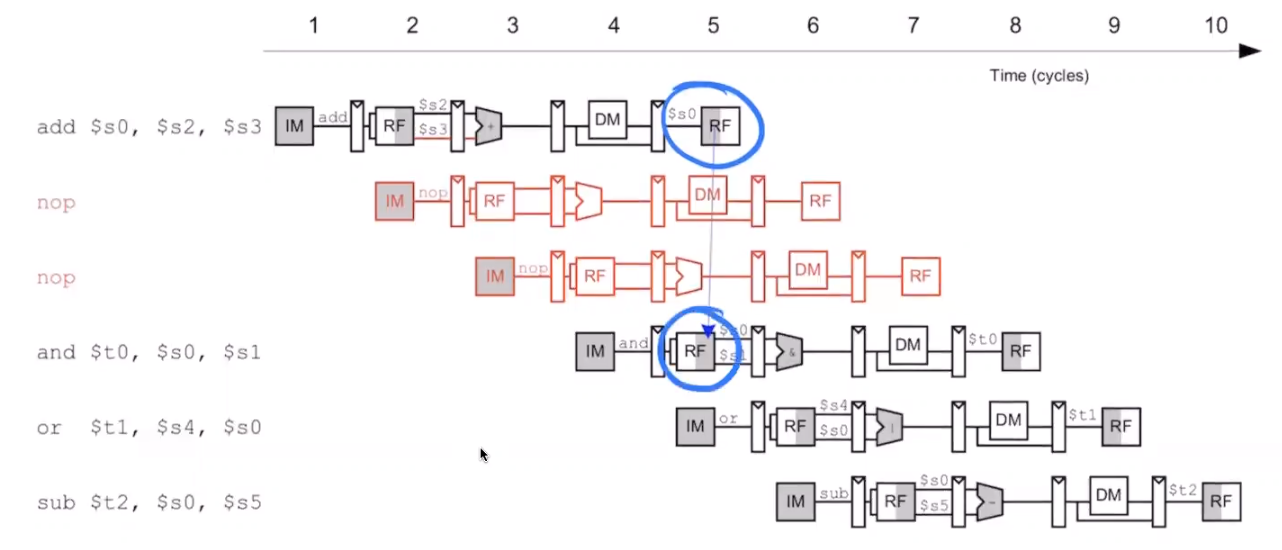 1 2 3 4 5 6 7 8 9 10
Time (cycles)
add $s0, $s2, $s3 IM add RF $s2 $s3 + DM $s0 RF
nop IM nop RF DM RF
nop IM nop RF DM RF
and $t0, $s0, $s1 IM and RF $s0 $s1 & DM $t0 RF
or $t1, $s4, $s0 IM or RF $s4 $s0 | DM $t1 RF
sub $t2, $s0, $s5 IM sub RF $s0 $s5 - DM $t2 RF